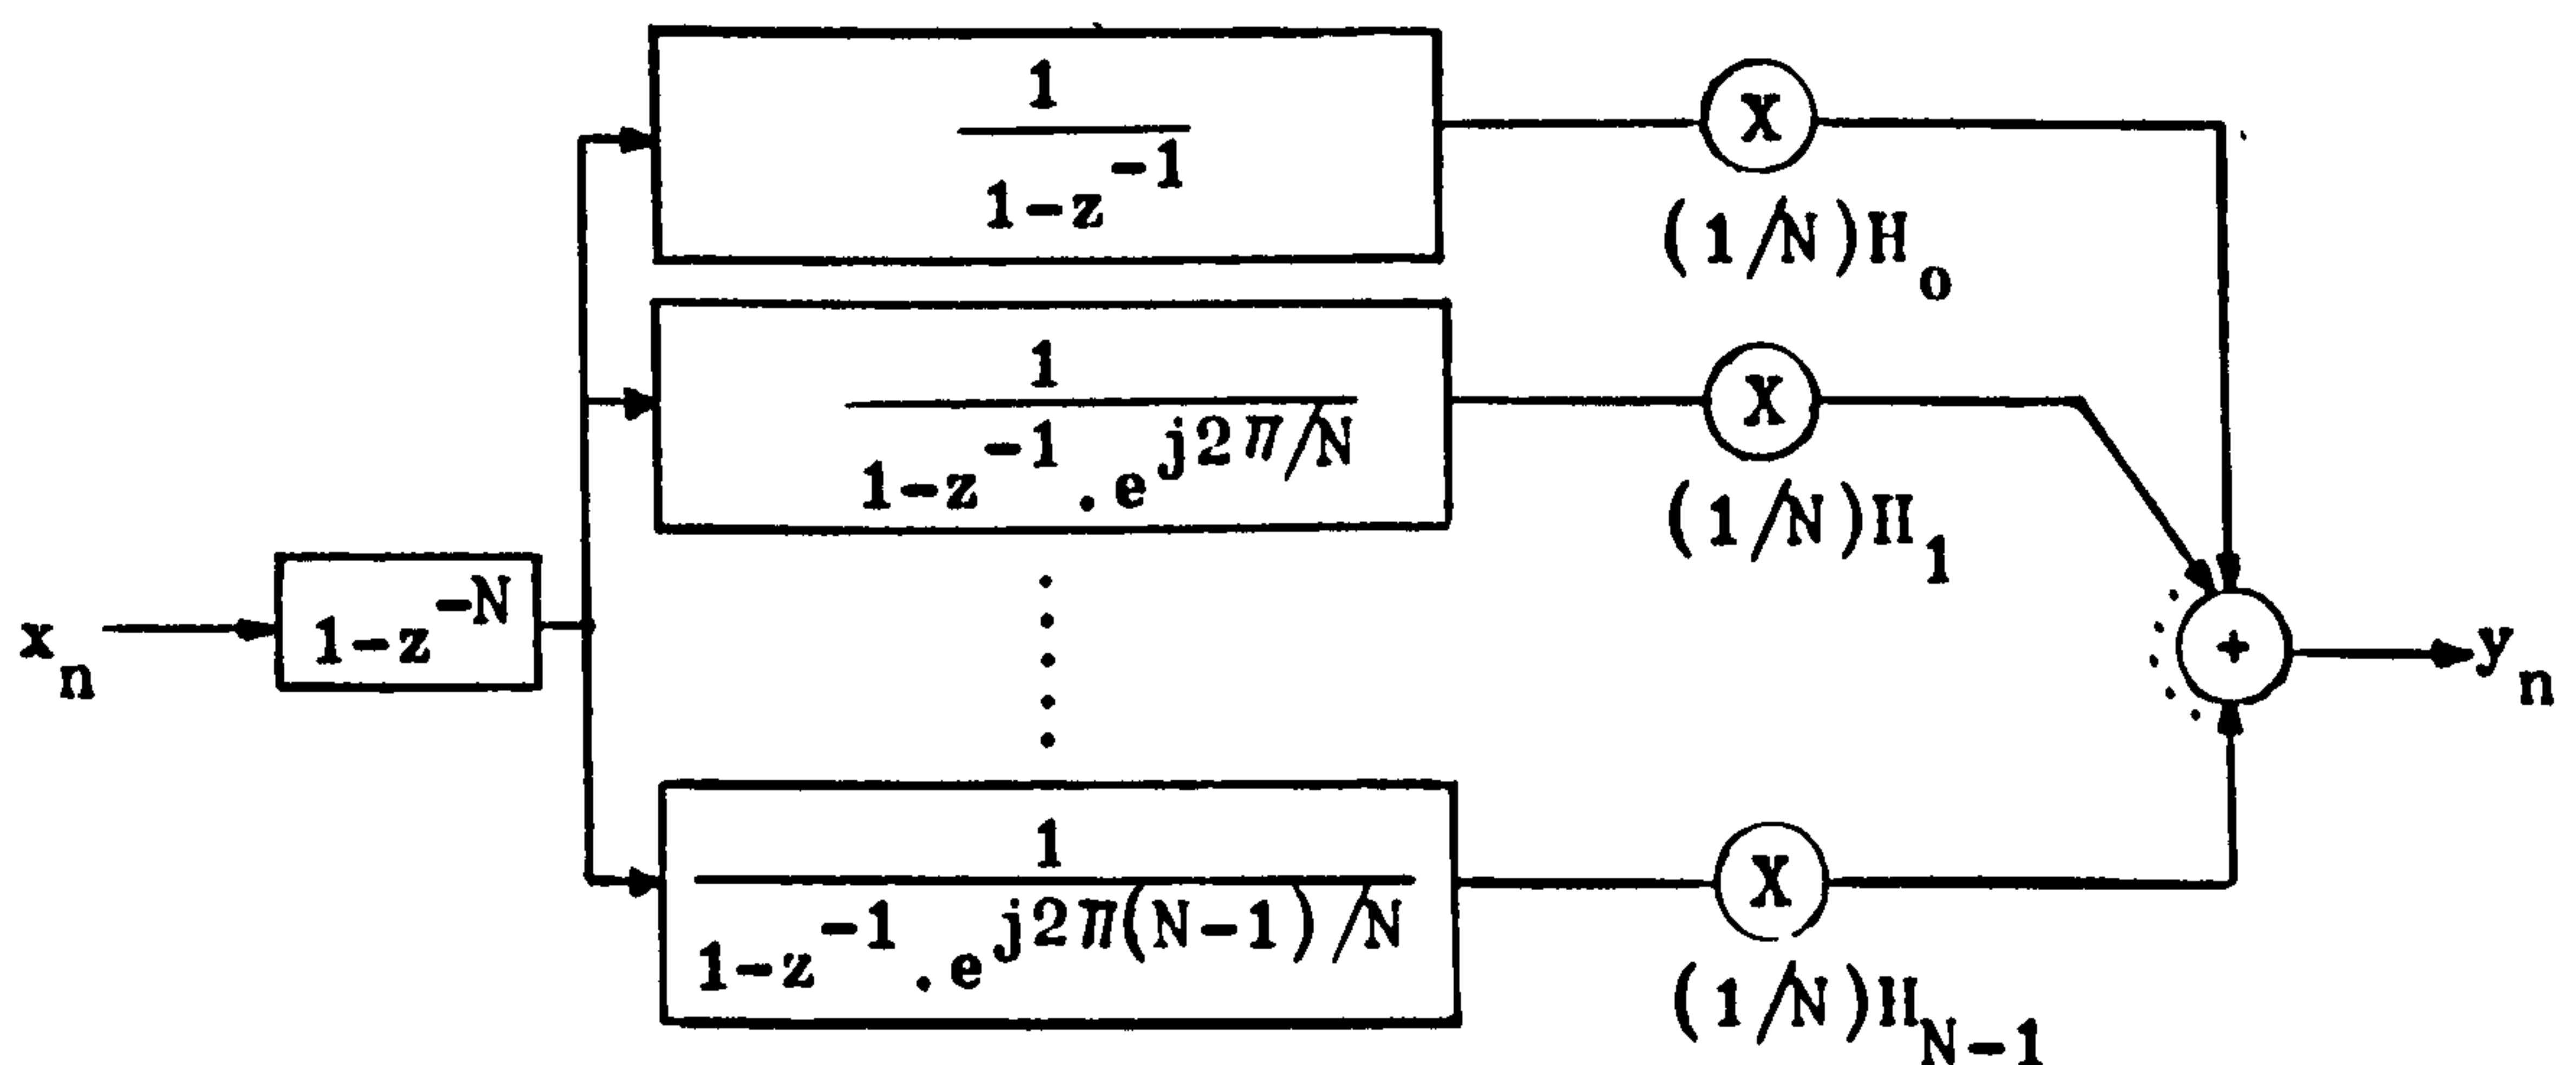 1
1-z^{-1}
X
(1/N)H_o
1
1-z^{-1}.e^{j2π/N}
X
(1/N)H_1
x_n
1-z^{-N}
+
y_n
1
1-z^{-1}.e^{j2π(N-1)/N}
X
(1/N)H_{N-1}